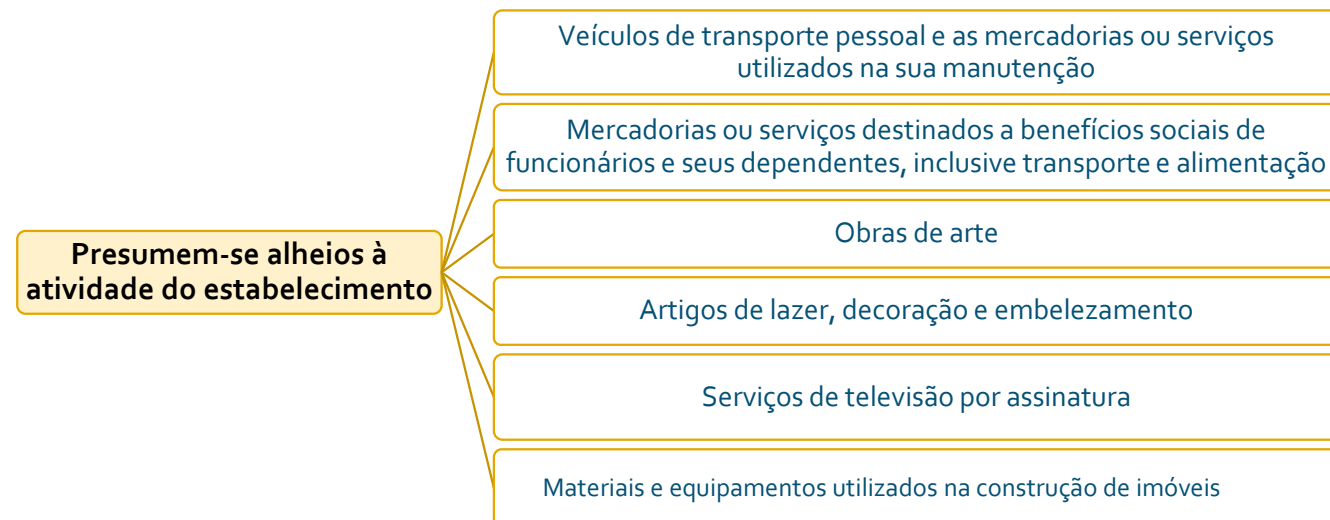 Veículos de transporte pessoal e as mercadorias ou serviços
utilizados na sua manutenção
Mercadorias ou serviços destinados a benefícios sociais de
funcionários e seus dependentes, inclusive transporte e alimentação
Presumem-se alheios à
atividade do estabelecimento
Obras de arte
Artigos de lazer, decoração e embelezamento
Serviços de televisão por assinatura
Materiais e equipamentos utilizados na construção de imóveis